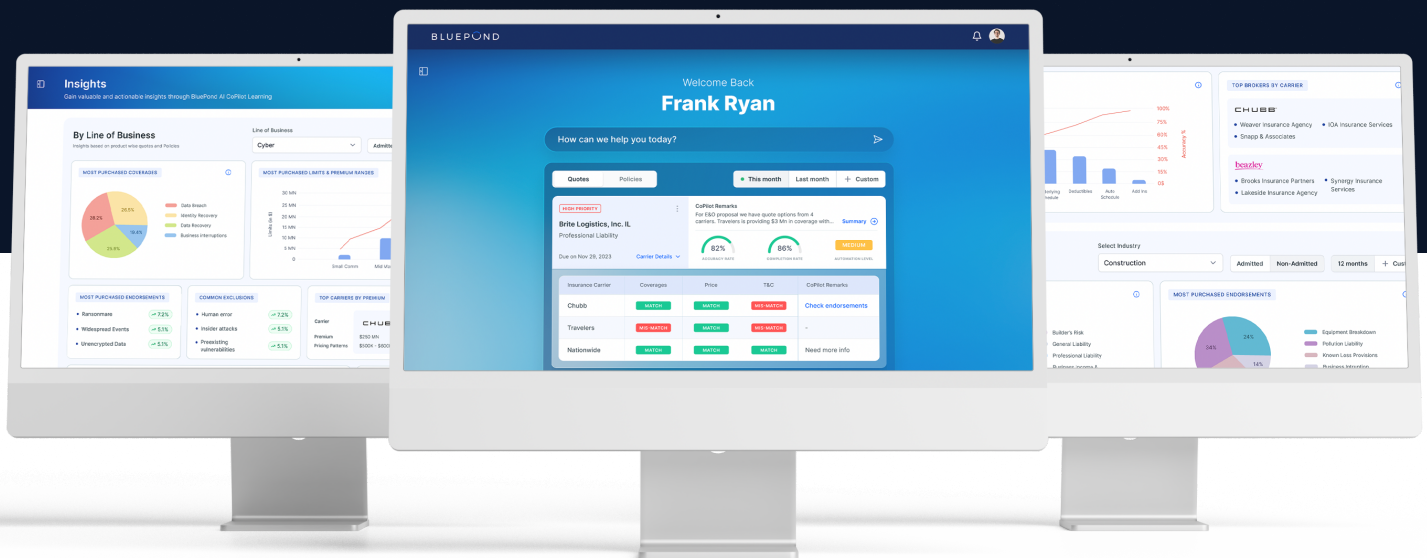 Insights
Gain valuable and actionable insights through BluePond AI CoPilot Learning
By Line of Business
Insights based on product wise quotes and Policies
Line of Business
Cyber
Admitte
MOST PURCHASED COVERAGES
28.2%
26.5%
18.4%
Data Breach
Identity Recovery
Data Recovery
Business Interruptions
MOST PURCHASED LIMITS & PREMIUM RANGES
Limits (in $)
30 MN
25 MN
20 MN
15 MN
10 MN
5 MN
0
Small Comm
Mid
MOST PURCHASED ENDORSEMENTS
Ransomware
7.2%
Widespread Events
5.1%
Unencrypted Data
5.1%
COMMON EXCLUSIONS
Human error
7.2%
Insider attacks
5.1%
Preexisting vulnerabilities
5.1%
TOP CARRIERS BY PREMIUM
Carrier
CHUB
Premium
$250 MN
Pricing Patterns
BLUEPOND
Welcome Back
Frank Ryan
How can we help you today?
Quotes
Policies
This month
Last month
+ Custom
HIGH PRIORITY
Brite Logistics, Inc. IL
Professional Liability
Due on Nov 29, 2023
Carrier Details
CoPilot Remarks
For E&O proposal we have quote options from 4
carriers. Travelers is providing $3 Mn in coverage with...
Summary
82%
ACCURACY RATE
86%
COMPLETION RATE
MEDIUM
AUTOMATION LEVEL
Insurance Carrier
Coverages
Price
T&C
CoPilot Remarks
Chubb
MATCH
MATCH
MIS-MATCH
Check endorsements
Travelers
MIS-MATCH
MATCH
MIS-MATCH
-
Nationwide
MATCH
MATCH
MATCH
Need more info
100%
75%
60%
45%
30%
15%
0%
Accuracy %
Deductibles
Auto
Schedule
Add Ins
TOP BROKERS BY CARRIER
CHUBB
Weaver Insurance Agency
IOA Insurance Services
Snapp & Associates
beazley
Brooks Insurance Partners
Synergy Insurance
Services
Lakeside Insurance Agency
Select Industry
Construction
Admitted
Non-Admitted
12 months
+ Cust
Builder's Risk
General Liability
Professional Liability
MOST PURCHASED ENDORSEMENTS
34%
24%
14%
Equipment Breakdown
Pollution Liability
Known Loss Provisions